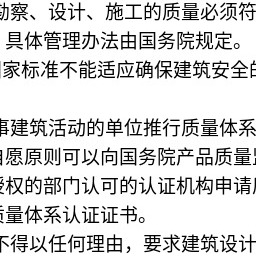 勘察、设计、施工的质量必须符
具体管理办法由国务院规定。
国家标准不能适应确保建筑安全的
事建筑活动的单位推行质量体系
自愿原则可以向国务院产品质量监
授权的部门认可的认证机构申请质
质量体系认证证书。
不得以任何理由，要求建筑设计